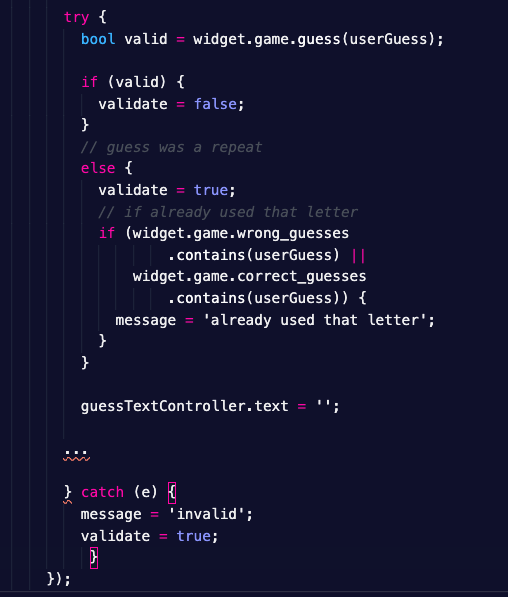 try {
bool valid = widget.game.guess(userGuess);
if (valid) {
validate = false;
}
// guess was a repeat
else {
validate = true;
// if already used that letter
if (widget.game.wrong_guesses
.contains(userGuess) ||
widget.game.correct_guesses
.contains(userGuess)) {
message = 'already used that letter';
}
}
guessTextController.text = '';
...
} catch (e) {
message = 'invalid';
validate = true;
}
});